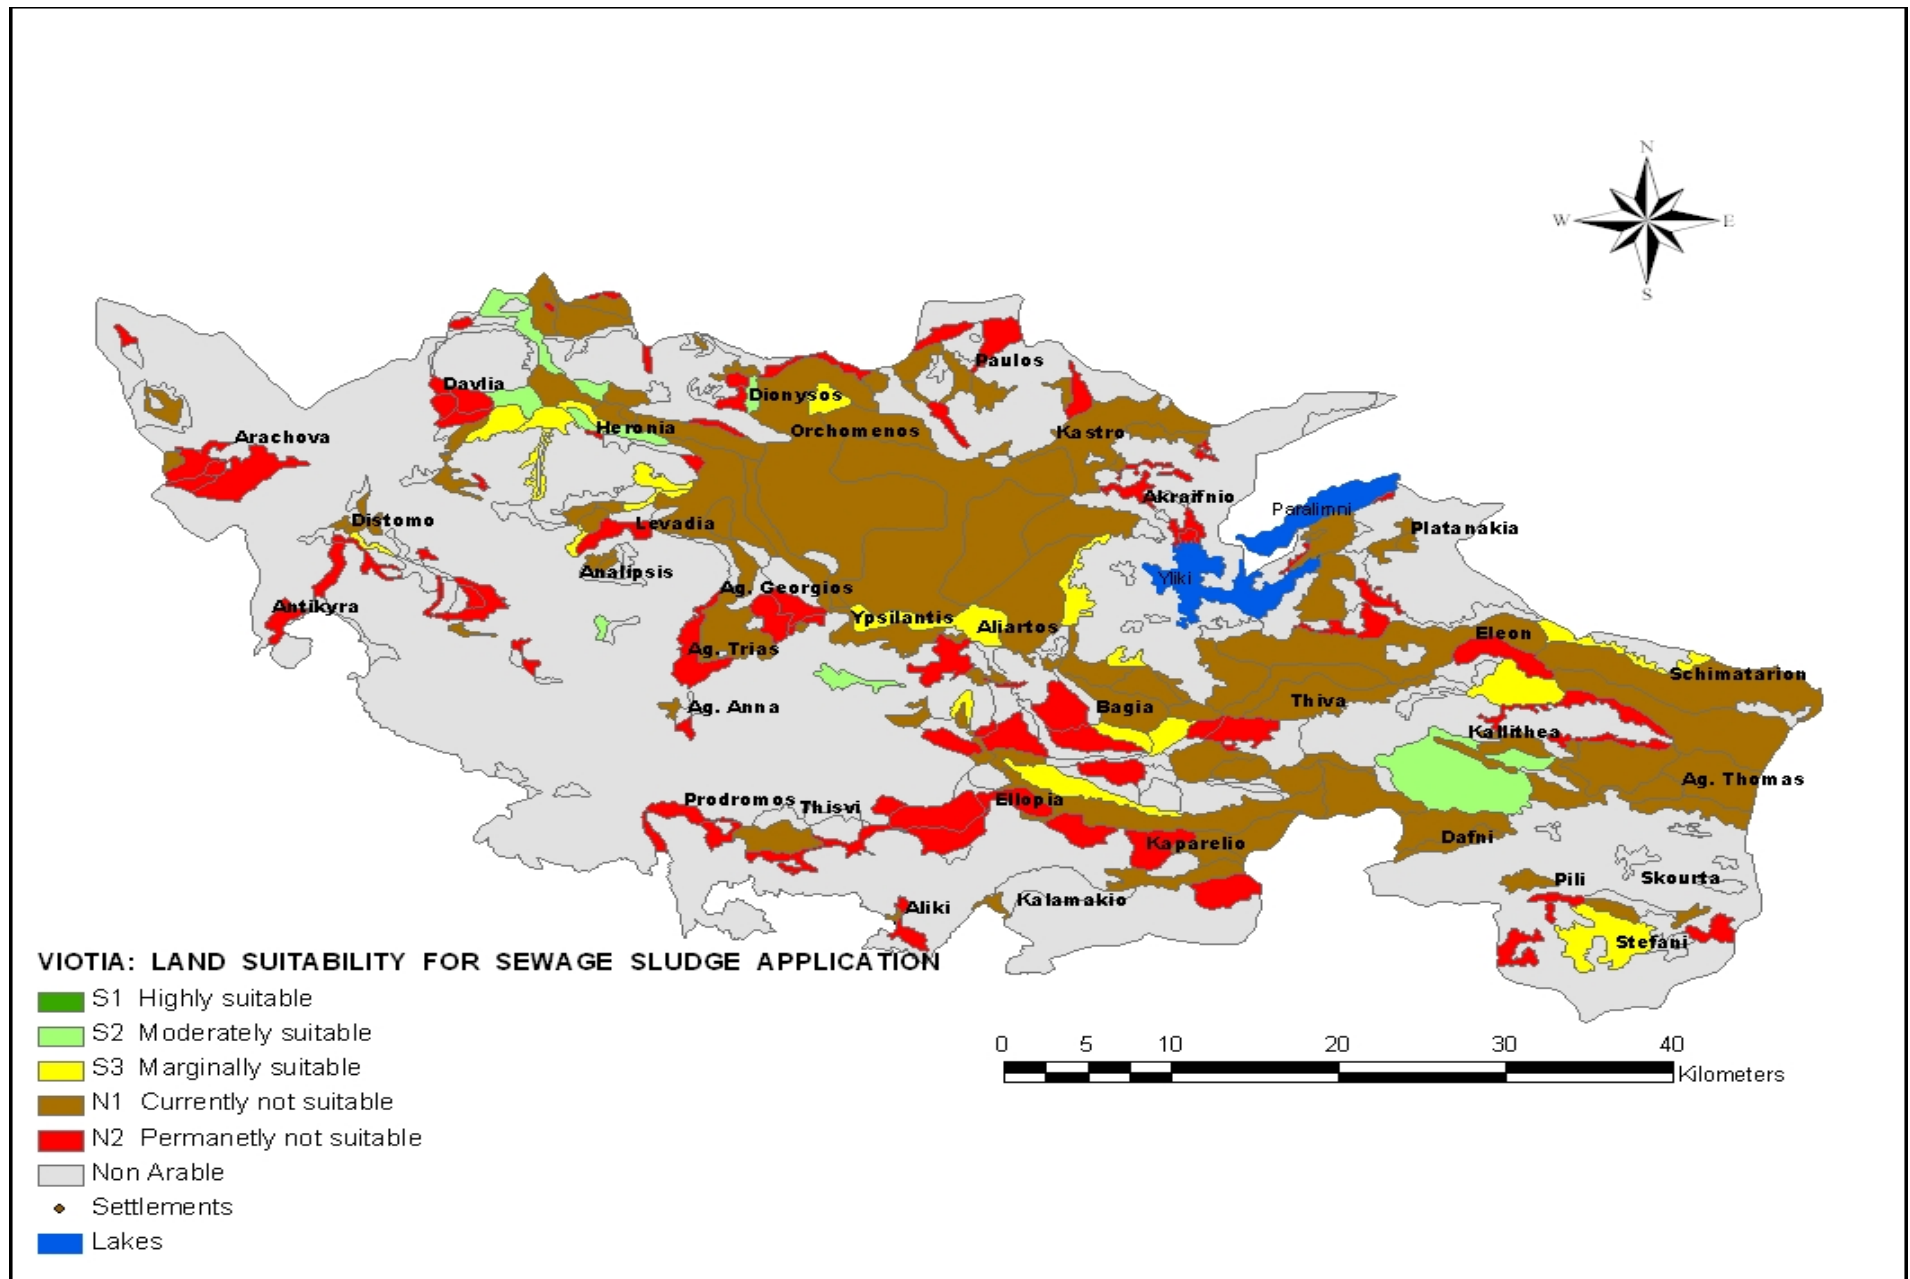 N
W E
S
Paulos
Davlia
Dionysos
Heronia
Orchomenos
Kastro
Arachova
Akraifnio
Paralimni
Platanakia
Distomo
Levadia
Analipsis
Yliki
Ag. Georgios
Antikyra
Ypsilantis
Aliartos
Eleon
Ag. Trias
Schimatarion
Thiva
Ag. Anna
Bagia
Kallithea
Ag. Thomas
Prodromos
Thisvi
Ellopia
Dafni
Kaparelio
Pili
Skourta
Kalamakio
Aliki
Stefani
VIOTIA: LAND SUITABILITY FOR SEWAGE SLUDGE APPLICATION
S1 Highly suitable
S2 Moderately suitable
S3 Marginally suitable
N1 Currently not suitable
N2 Permanetly not suitable
Non Arable
Settlements
Lakes
0 5 10 20 30 40
Kilometers